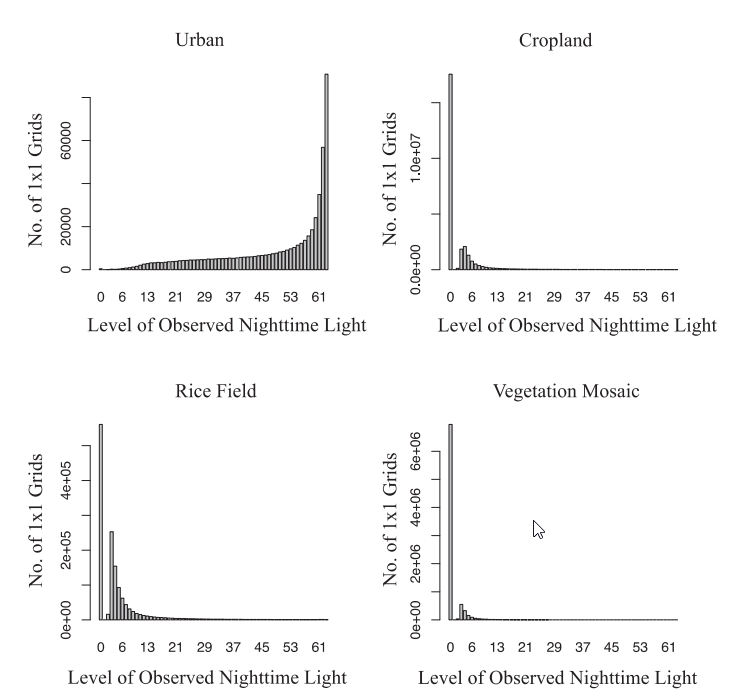 Urban
No. of 1x1 Grids
60000
20000
0
0 6 13 21 29 37 45 53 61
Level of Observed Nighttime Light
Cropland
No. of 1x1 Grids
1.0e+07
0.0e+00
0 6 13 21 29 37 45 53 61
Level of Observed Nighttime Light
Rice Field
No. of 1x1 Grids
4e+05
2e+05
0e+00
0 6 13 21 29 37 45 53 61
Level of Observed Nighttime Light
Vegetation Mosaic
No. of 1x1 Grids
6e+06
4e+06
2e+06
0e+00
0 6 13 21 29 37 45 53 61
Level of Observed Nighttime Light